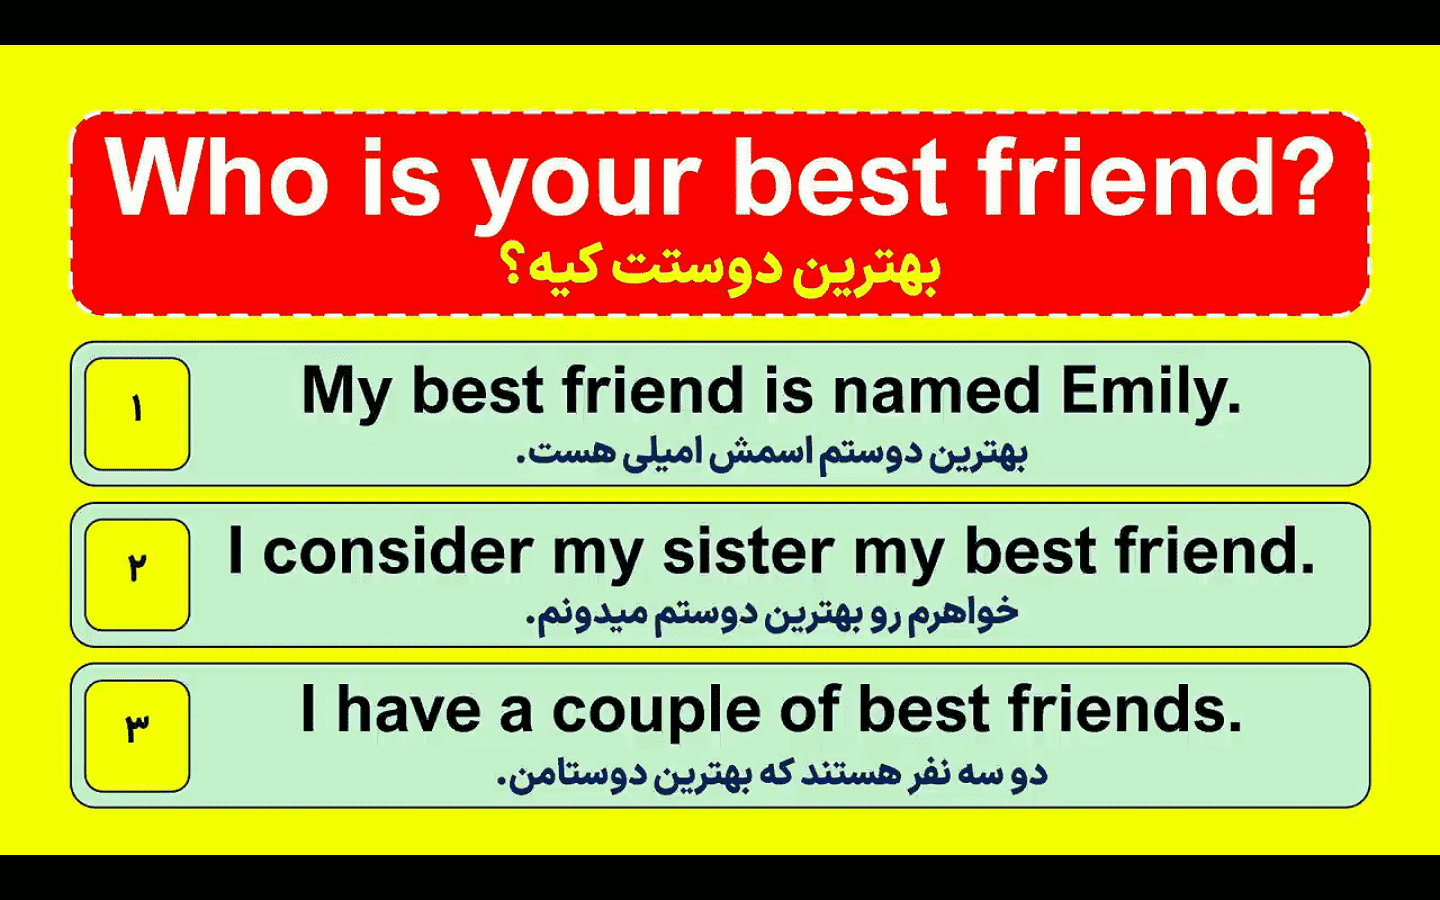 Who is your best friend?
بهترین دوستت کیه؟
۱
My best friend is named Emily.
بهترین دوستم اسمش امیلی هست.
۲
I consider my sister my best friend.
خواهرم رو بهترین دوستم میدونم.
۳
I have a couple of best friends.
دو سه نفر هستند که بهترین دوستامن.